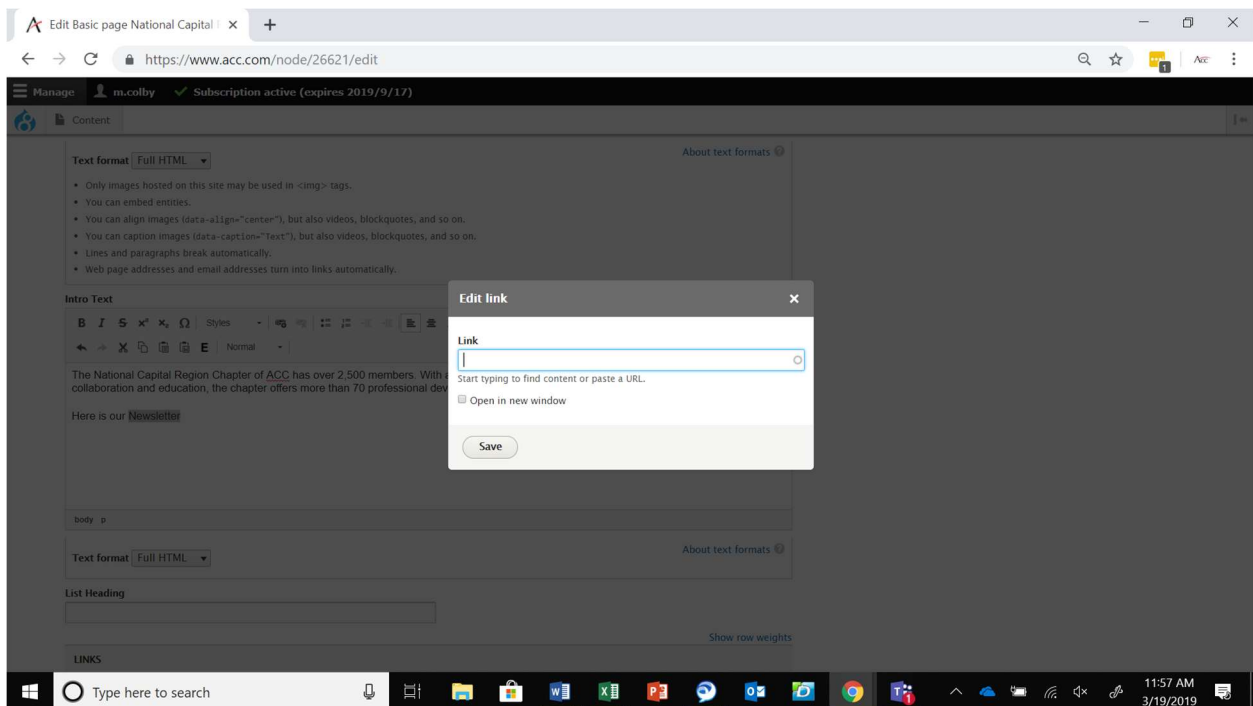 Edit Basic page National Capital
https://www.acc.com/node/26621/edit
1
Manage m.colby Subscription active (expires 2019/9/17)
Content
Text format Full HTML
About text formats
Only images hosted on this site may be used in <img> tags.
You can embed entities.
You can align images (data-align="center"), but also videos, blockquotes, and so on.
You can caption images (data-caption="Text"), but also videos, blockquotes, and so on.
Lines and paragraphs break automatically.
Web page addresses and email addresses turn into links automatically.
Intro Text
B I S x² x₂ Ω Styles
E Normal
The National Capital Region Chapter of ACC has over 2,500 members. With
collaboration and education, the chapter offers more than 70 professional dev
Here is our Newsletter
body p
Edit link
Link
Start typing to find content or paste a URL.
Open in new window
Save
Text format Full HTML
About text formats
List Heading
Show row weights
LINKS
Type here to search
11:57 AM
3/19/2019